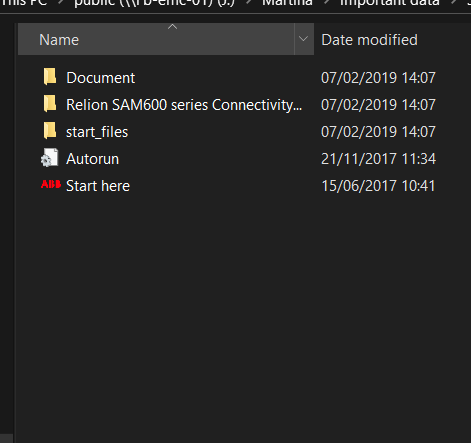 This PC > public (\\Fb-emc-01) (J:) > Martina > Important data >
Name Date modified
Document 07/02/2019 14:07
Relion SAM600 series Connectivity... 07/02/2019 14:07
start_files 07/02/2019 14:07
Autorun 21/11/2017 11:34
ABB Start here 15/06/2017 10:41